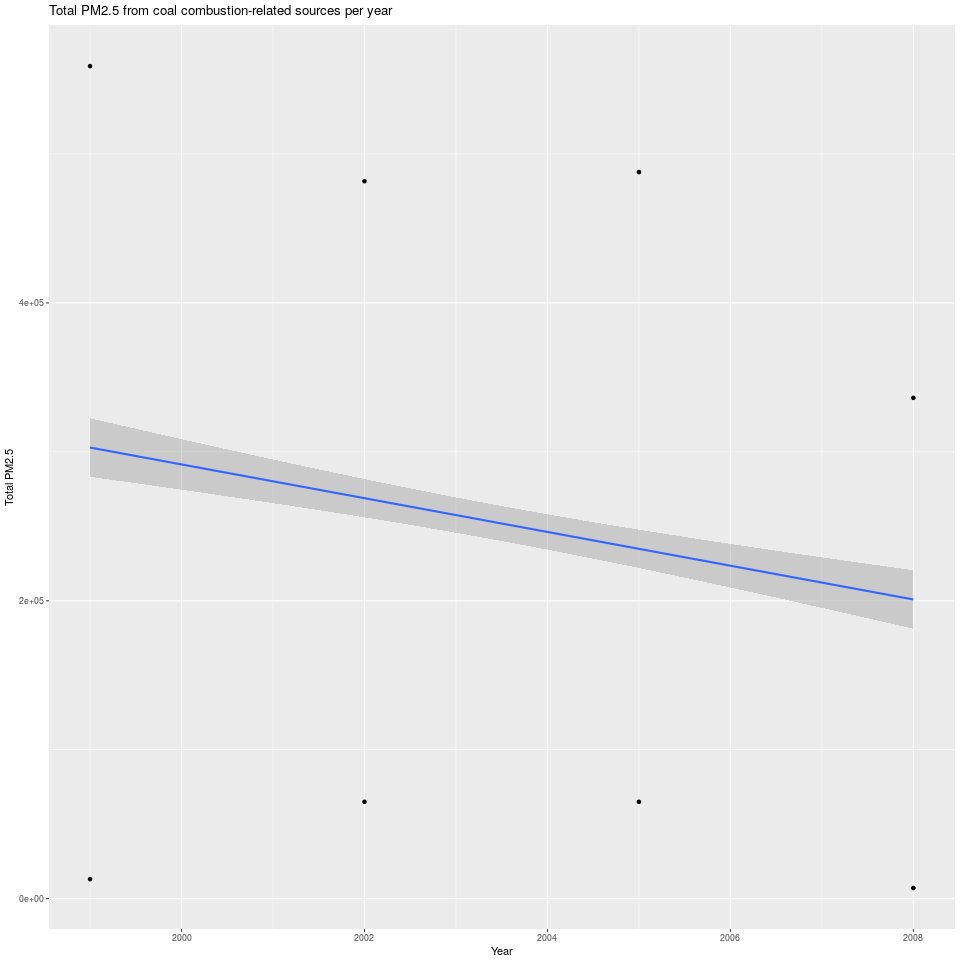 Total PM2.5 from coal combustion-related sources per year
4e+05
2e+05
0e+00
Total PM2.5
2000 2002 2004 2006 2008
Year